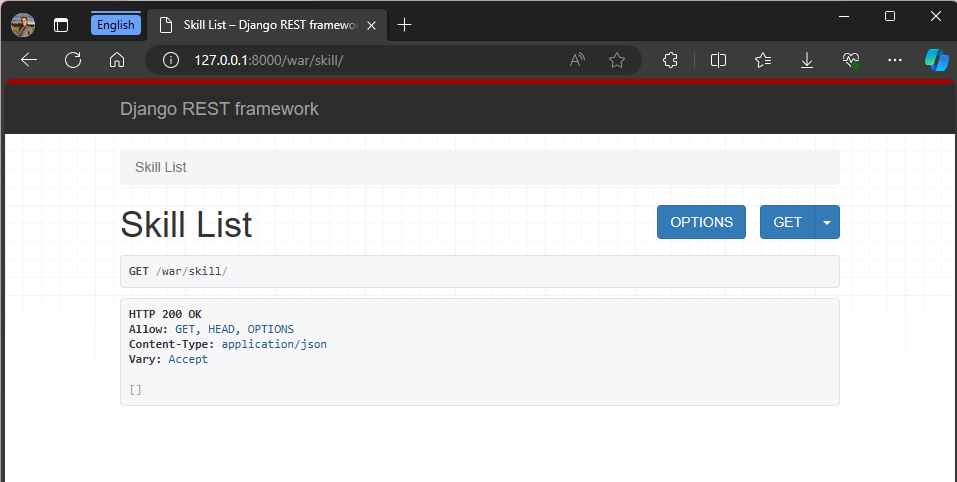 English
Skill List – Django REST framewo
127.0.0.1:8000/war/skill/
Django REST framework
Skill List
Skill List
OPTIONS
GET
GET /war/skill/
HTTP 200 OK
Allow: GET, HEAD, OPTIONS
Content-Type: application/json
Vary: Accept
[]